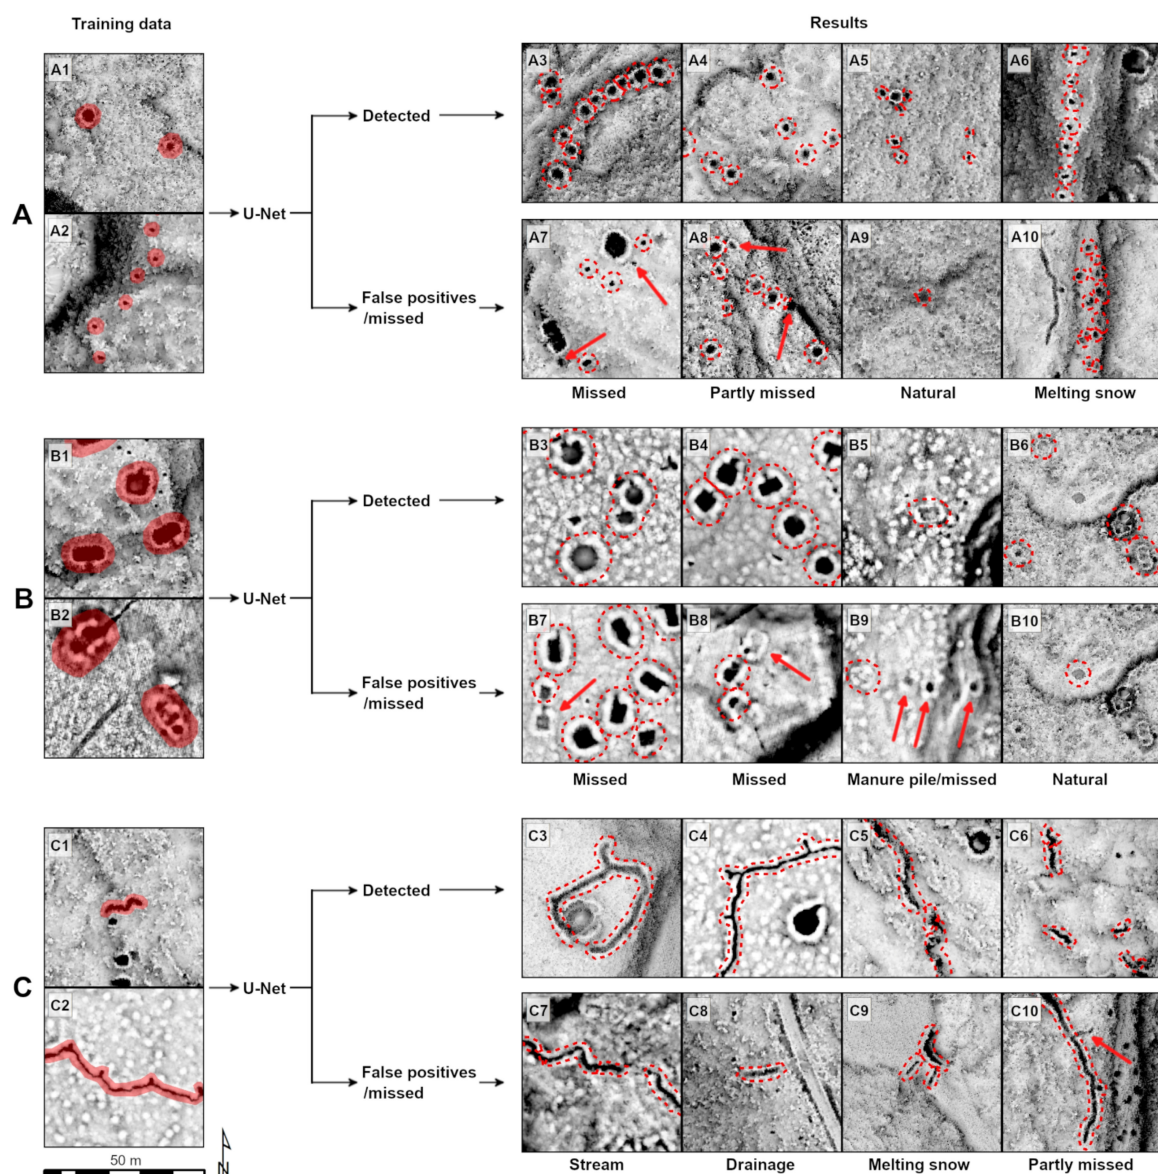 Training data
Results
A1
A3
A4
A5
A6
Detected
A
U-Net
A2
A7
A8
A9
A10
False positives
/missed
Missed
Partly missed
Natural
Melting snow
B1
B3
B4
B5
B6
Detected
B
U-Net
B2
B7
B8
B9
B10
False positives
/missed
Missed
Missed
Manure pile/missed
Natural
C1
C3
C4
C5
C6
Detected
C
U-Net
C2
C7
C8
C9
C10
False positives
/missed
50 m
N
Stream
Drainage
Melting snow
Partly missed